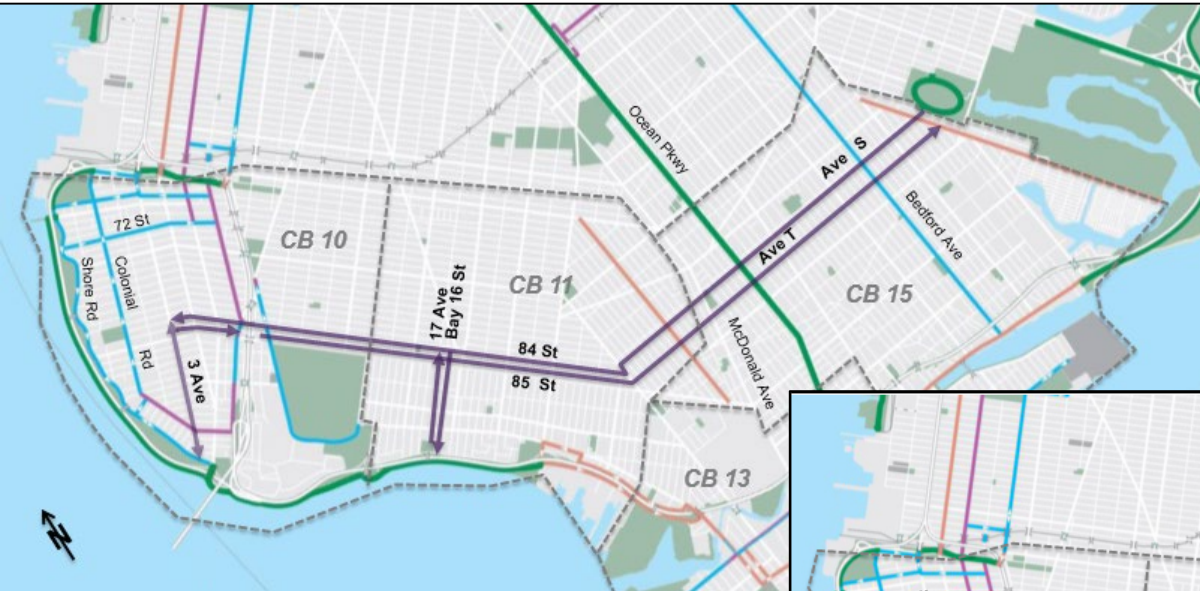 Ocean Pkwy
Ave S
72 St
Bedford Ave
CB 10
Shore Rd
Colonial
Rd
Ave T
17 Ave
Bay 16 St
CB 11
CB 15
84 St
85 St
McDonald Ave
3 Ave
CB 13
N